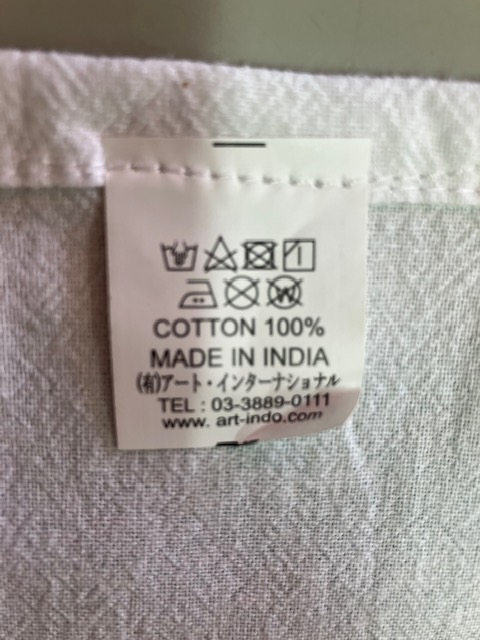 COTTON 100%
MADE IN INDIA
(有)アート・インターナショナル
TEL : 03-3889-0111
www. art-indo.com